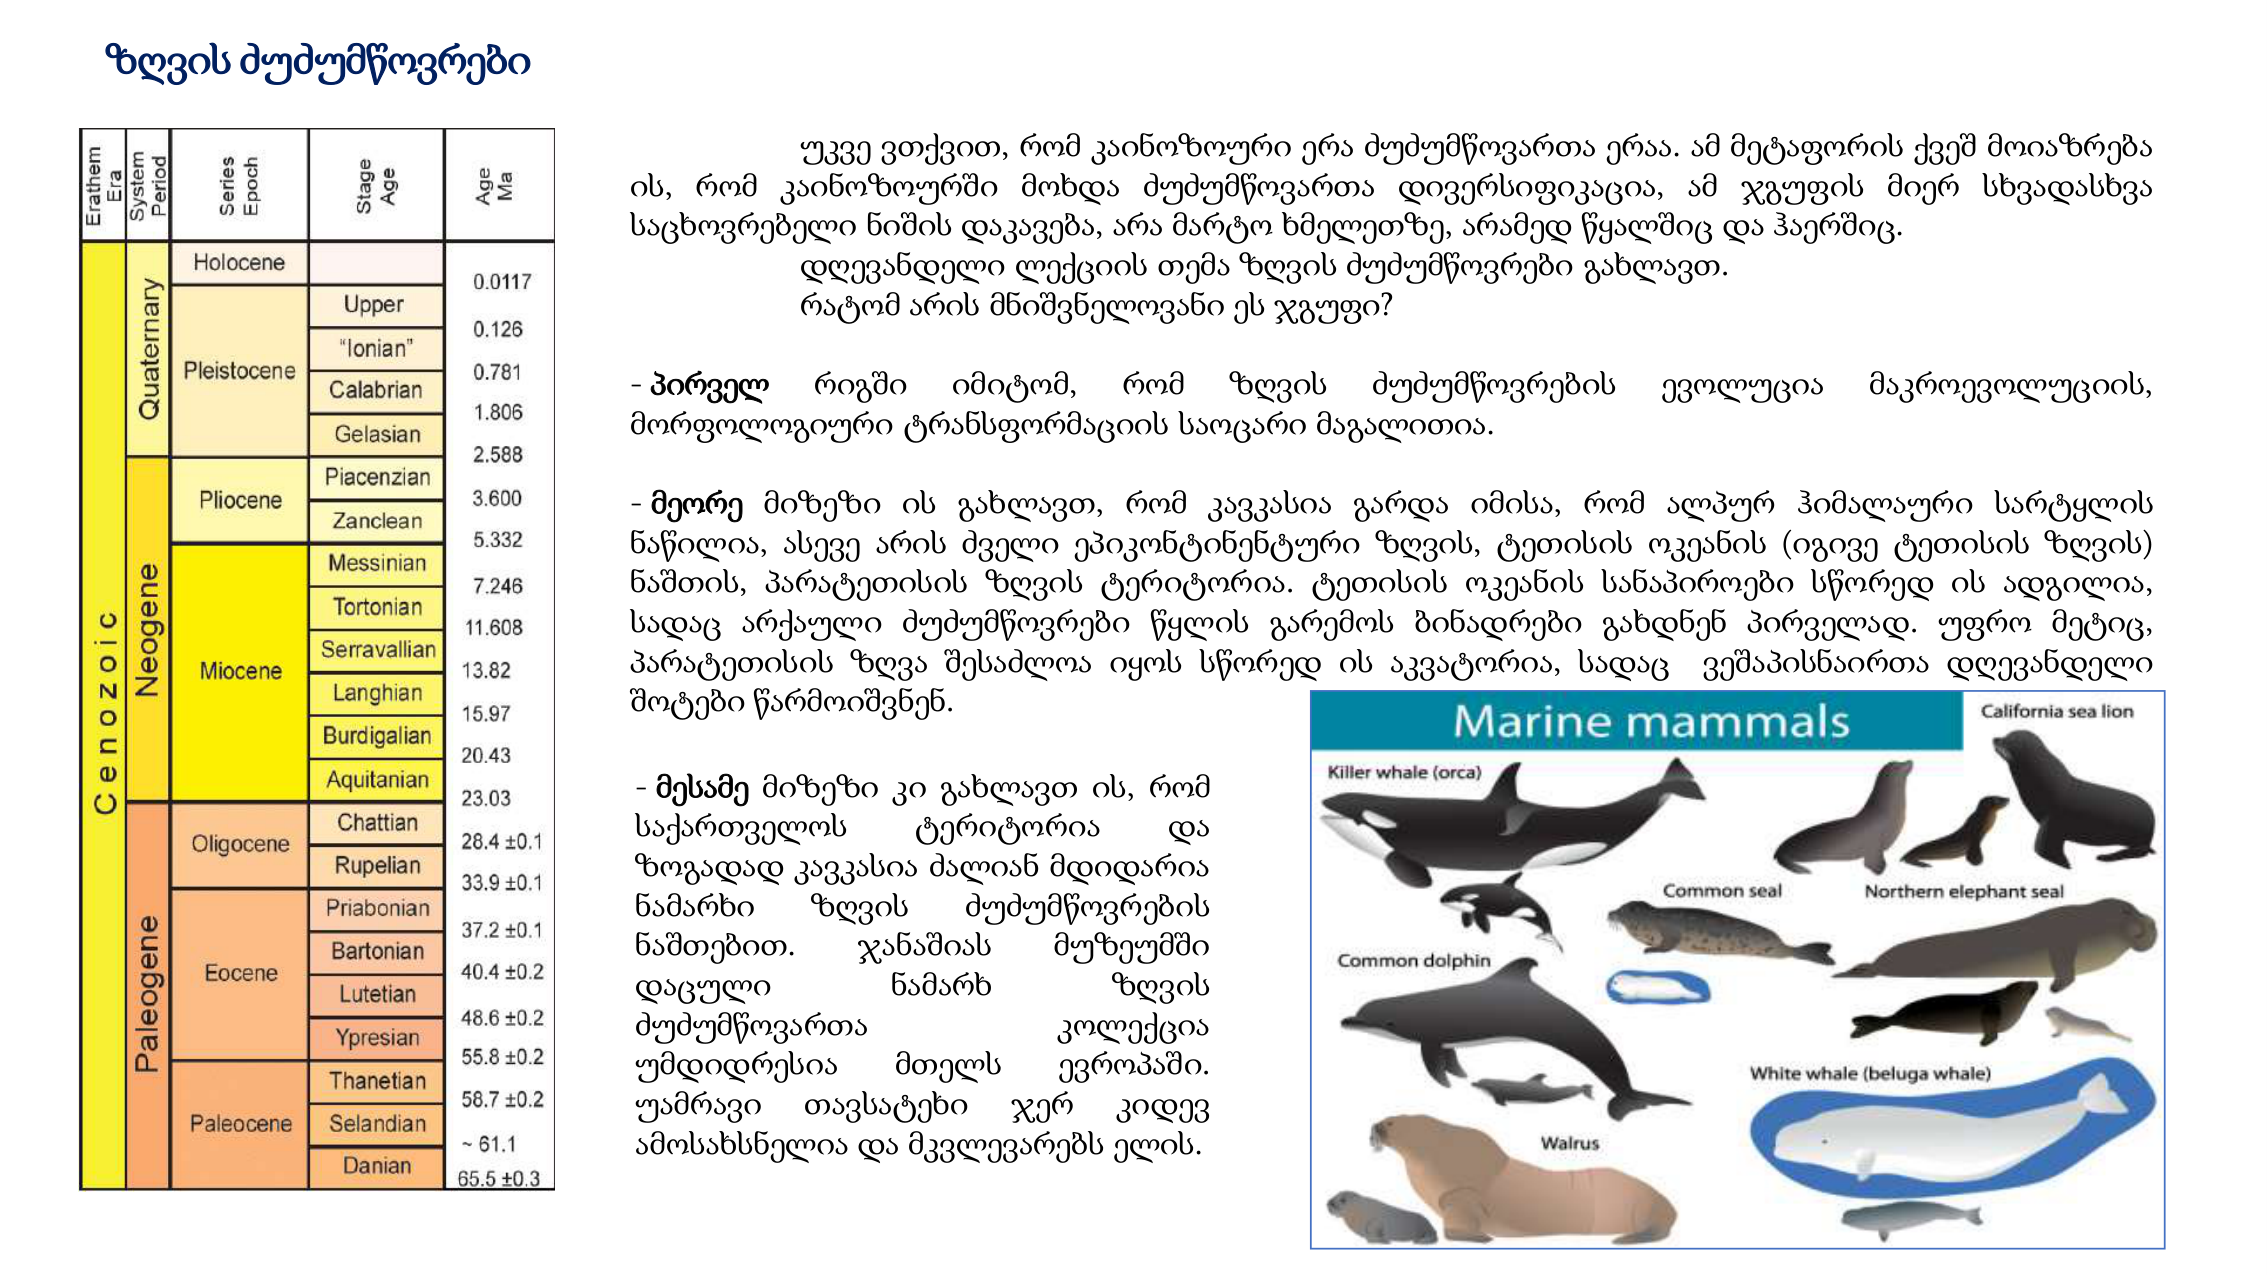 ზღვის ძუძუმწოვრები
Erathem Era
System Period
Series Epoch
Stage Age
Age Ma
Cenozoic
Quaternary
Neogene
Paleogene
Holocene
Pleistocene
Pliocene
Miocene
Oligocene
Eocene
Paleocene
Upper
“Ionian”
Calabrian
Gelasian
Piacenzian
Zanclean
Messinian
Tortonian
Serravallian
Langhian
Burdigalian
Aquitanian
Chattian
Rupelian
Priabonian
Bartonian
Lutetian
Ypresian
Thanetian
Selandian
Danian
0.0117
0.126
0.781
1.806
2.588
3.600
5.332
7.246
11.608
13.82
15.97
20.43
23.03
28.4 ±0.1
33.9 ±0.1
37.2 ±0.1
40.4 ±0.2
48.6 ±0.2
55.8 ±0.2
58.7 ±0.2
~ 61.1
65.5 ±0.3
უკვე ვთქვით, რომ კაინოზოური ერა ძუძუმწოვართა ერაა. ამ მეტაფორის ქვეშ მოიაზრება
ის, რომ კაინოზოურში მოხდა ძუძუმწოვართა დივერსიფიკაცია, ამ ჯგუფის მიერ სხვადასხვა
საცხოვრებელი ნიშის დაკავება, არა მარტო ხმელეთზე, არამედ წყალშიც და ჰაერშიც.
დღევანდელი ლექციის თემა ზღვის ძუძუმწოვრები გახლავთ.
რატომ არის მნიშვნელოვანი ეს ჯგუფი?
- პირველ რიგში იმიტომ, რომ ზღვის ძუძუმწოვრების ევოლუცია მაკროევოლუციის,
მორფოლოგიური ტრანსფორმაციის საოცარი მაგალითია.
- მეორე მიზეზი ის გახლავთ, რომ კავკასია გარდა იმისა, რომ ალპურ ჰიმალაური სარტყლის
ნაწილია, ასევე არის ძველი ეპიკონტინენტური ზღვის, ტეთისის ოკეანის (იგივე ტეთისის ზღვის)
ნაშთის, პარატეთისის ზღვის ტერიტორია. ტეთისის ოკეანის სანაპიროები სწორედ ის ადგილია,
სადაც არქაული ძუძუმწოვრები წყლის გარემოს ბინადრები გახდნენ პირველად. უფრო მეტიც,
პარატეთისის ზღვა შესაძლოა იყოს სწორედ ის აკვატორია, სადაც ვეშაპისნაირთა დღევანდელი
შოტები წარმოიშვნენ.
- მესამე მიზეზი კი გახლავთ ის, რომ
საქართველოს ტერიტორია და
ზოგადად კავკასია ძალიან მდიდარია
ნამარხი ზღვის ძუძუმწოვრების
ნაშთებით. ჯანაშიას მუზეუმში
დაცული ნამარხ ზღვის
ძუძუმწოვართა კოლექცია
უმდიდრესია მთელს ევროპაში.
უამრავი თავსატეხი ჯერ კიდევ
ამოსახსნელია და მკვლევარებს ელის.
Marine mammals
California sea lion
Killer whale (orca)
Common seal
Northern elephant seal
Common dolphin
White whale (beluga whale)
Walrus